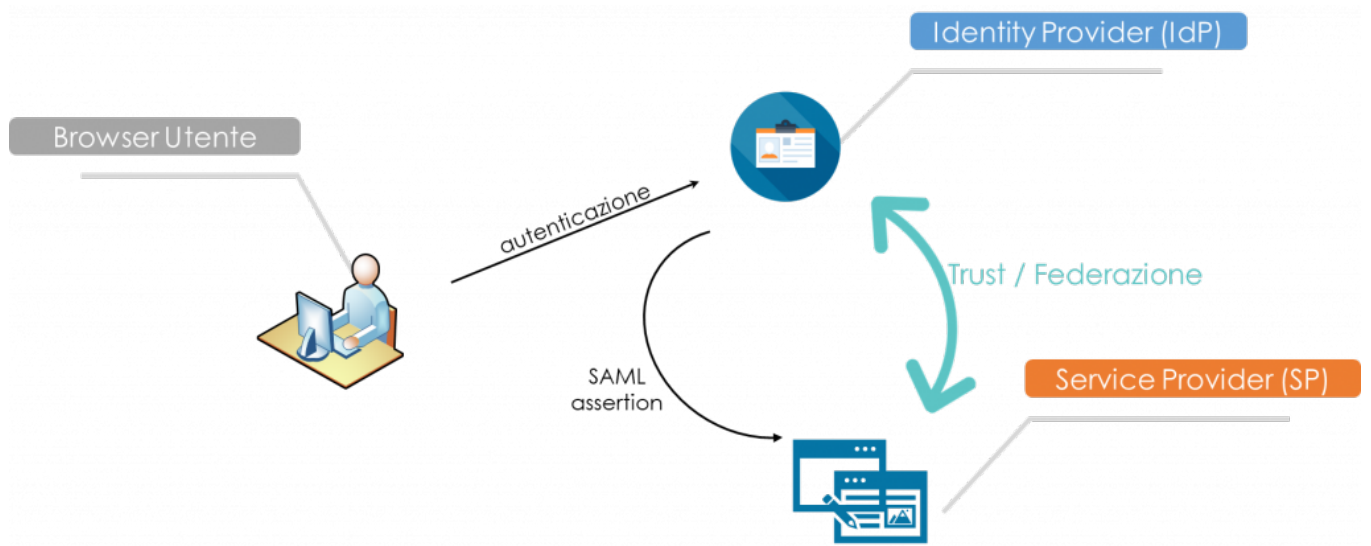 Identity Provider (IdP)
Browser Utente
autenticazione
Trust / Federazione
SAML
assertion
Service Provider (SP)